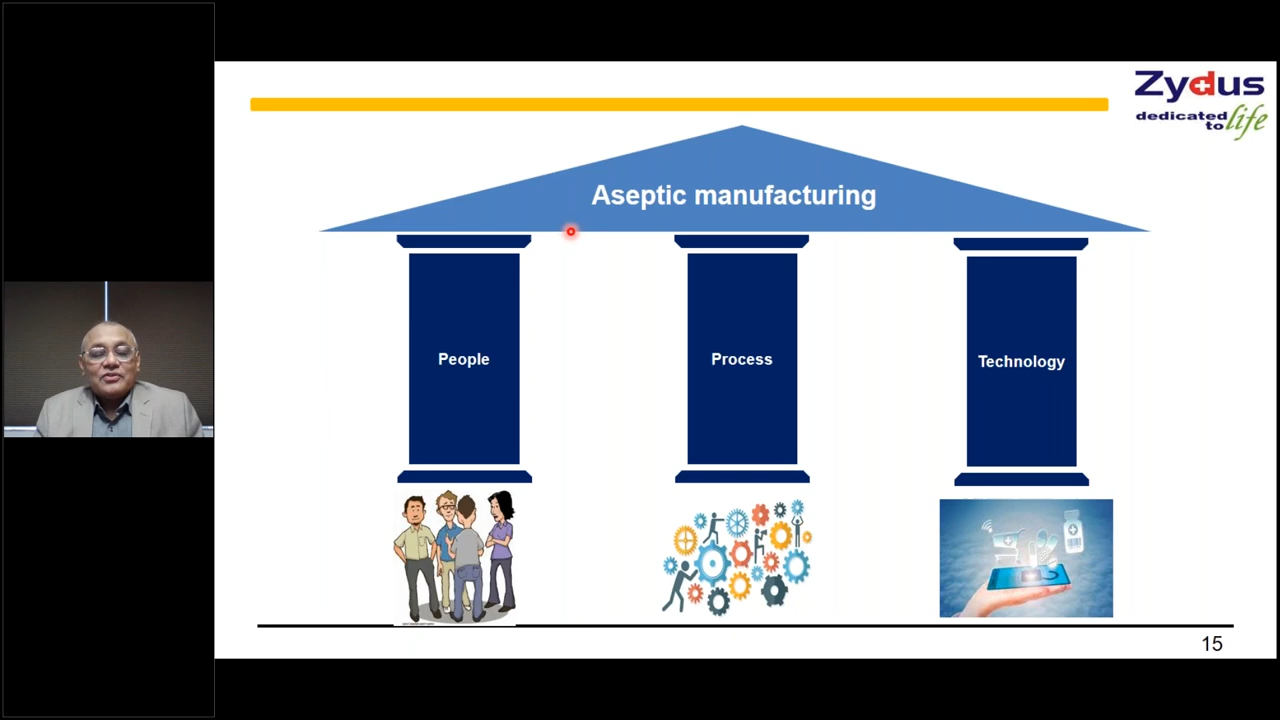 Zydus
dedicated
to life
Aseptic manufacturing
People
Process
Technology
15